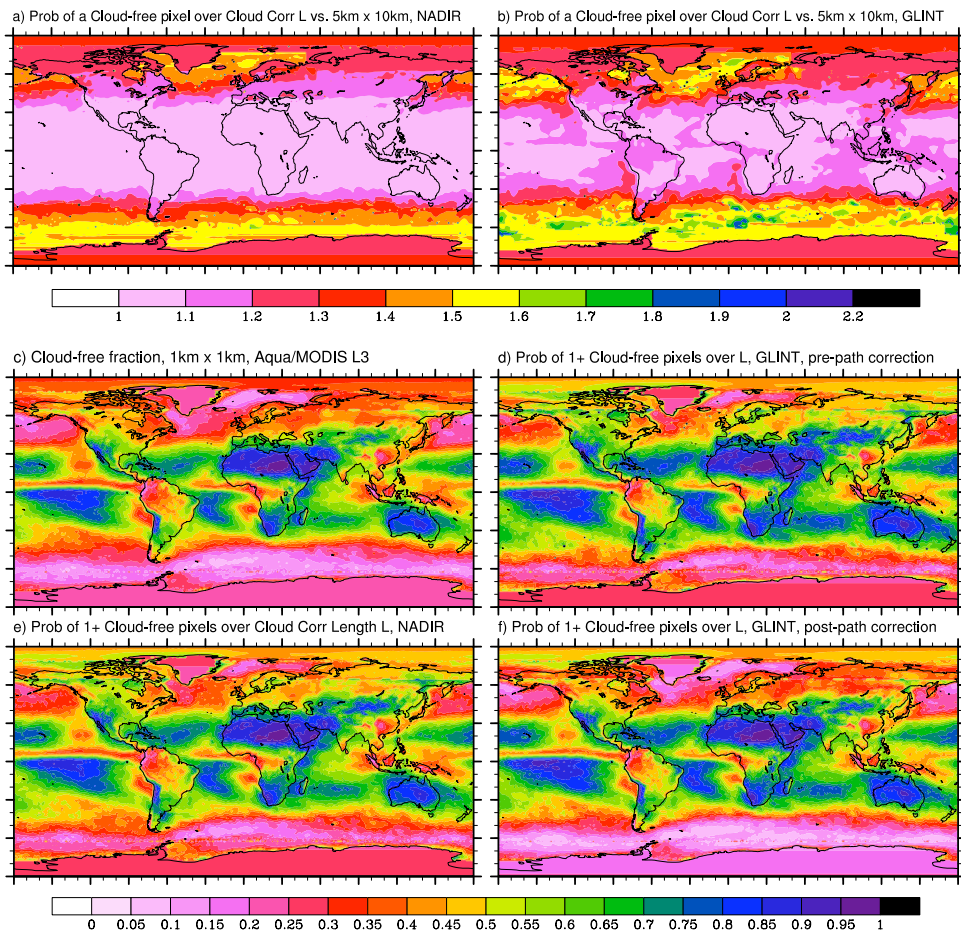 a) Prob of a Cloud-free pixel over Cloud Corr L vs. 5km x 10km, NADIR
b) Prob of a Cloud-free pixel over Cloud Corr L vs. 5km x 10km, GLINT
1 1.1 1.2 1.3 1.4 1.5 1.6 1.7 1.8 1.9 2 2.2
c) Cloud-free fraction, 1km x 1km, Aqua/MODIS L3
d) Prob of 1+ Cloud-free pixels over L, GLINT, pre-path correction
e) Prob of 1+ Cloud-free pixels over Cloud Corr Length L, NADIR
f) Prob of 1+ Cloud-free pixels over L, GLINT, post-path correction
0 0.05 0.1 0.15 0.2 0.25 0.3 0.35 0.4 0.45 0.5 0.55 0.6 0.65 0.7 0.75 0.8 0.85 0.9 0.95 1